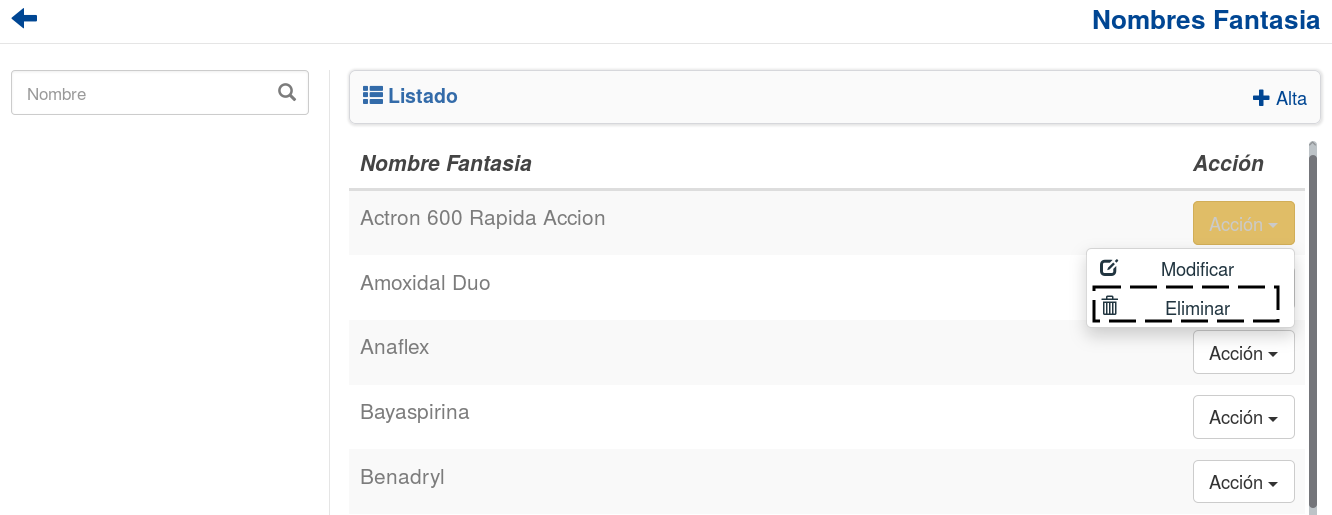 Nombres Fantasia
Nombre
Listado
Alta
Nombre Fantasia Acción
Actron 600 Rapida Accion Acción
Modificar
Eliminar
Amoxidal Duo
Anaflex Acción
Bayaspirina Acción
Benadryl Acción